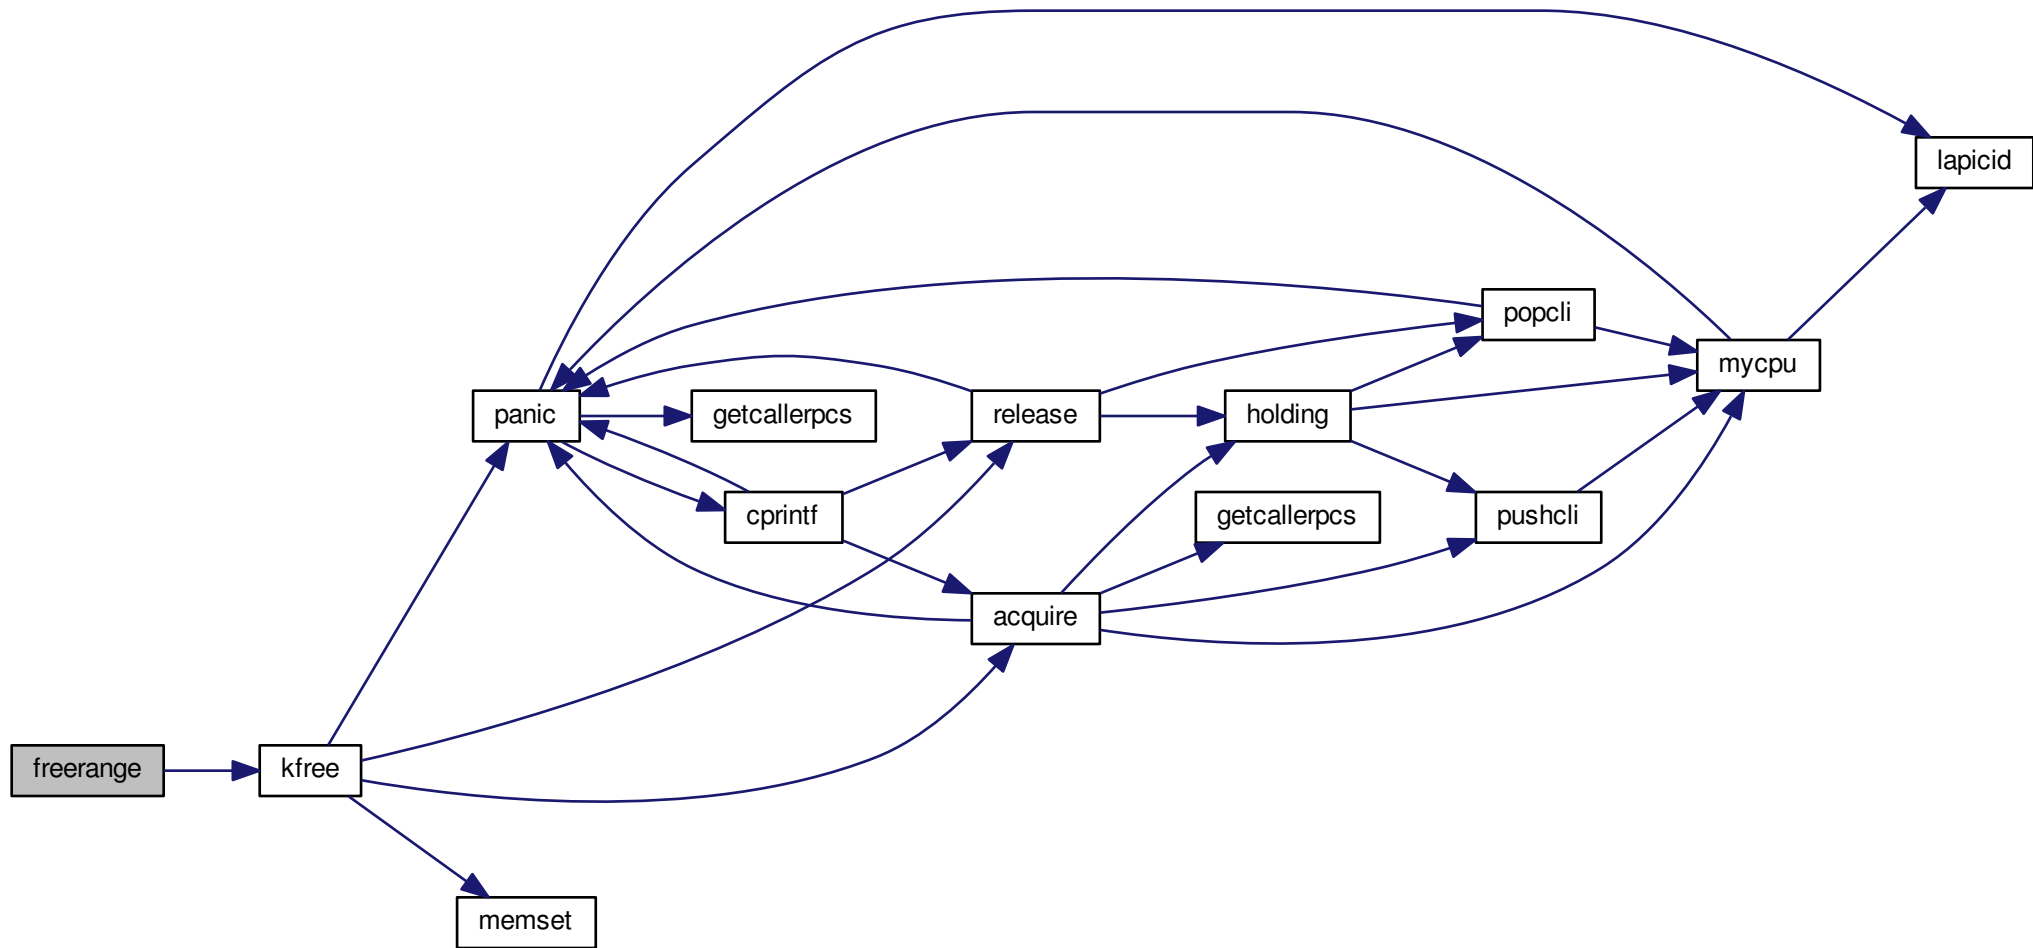 lapicid
popcli
mycpu
panic
getcallerpcs
release
holding
cprintf
getcallerpcs
pushcli
acquire
freerange
kfree
memset